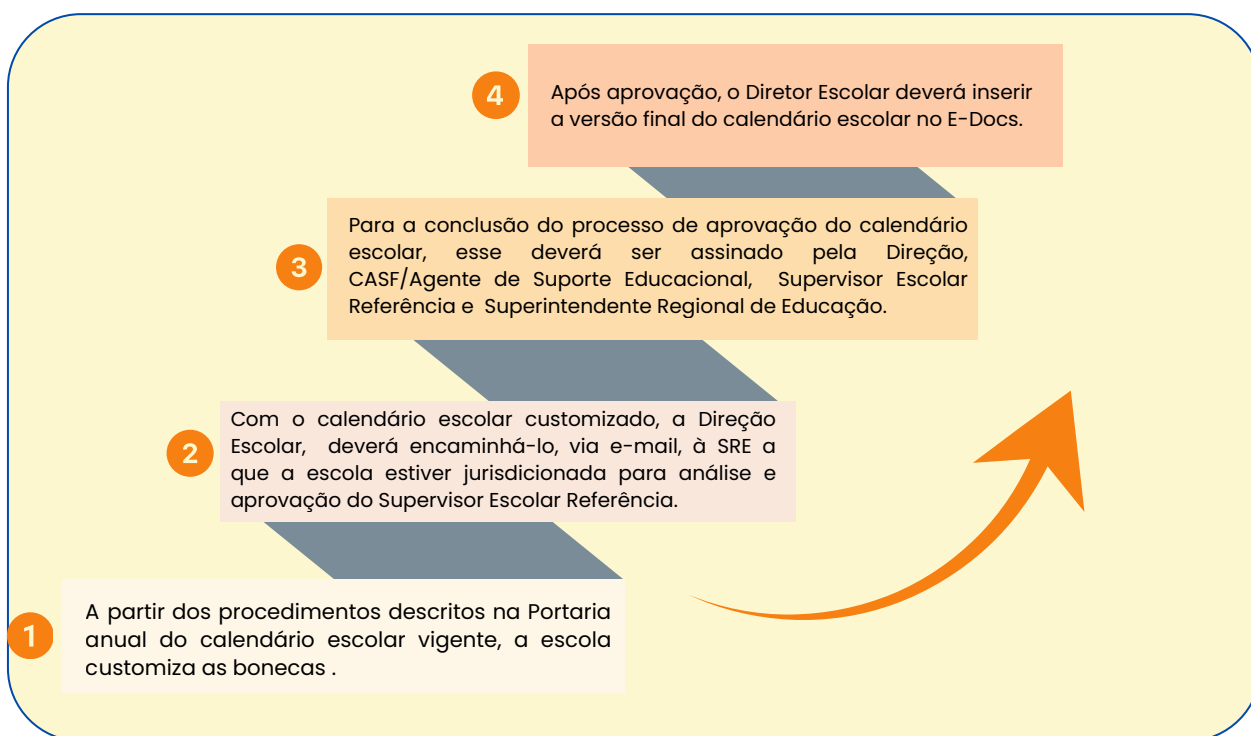 4
Após aprovação, o Diretor Escolar deverá inserir
a versão final do calendário escolar no E-Docs.
3
Para a conclusão do processo de aprovação do calendário
escolar, esse deverá ser assinado pela Direção,
CASF/Agente de Suporte Educacional, Supervisor Escolar
Referência e Superintendente Regional de Educação.
2
Com o calendário escolar customizado, a Direção
Escolar, deverá encaminhá-lo, via e-mail, à SRE a
que a escola estiver jurisdicionada para análise e
aprovação do Supervisor Escolar Referência.
1
A partir dos procedimentos descritos na Portaria
anual do calendário escolar vigente, a escola
customiza as bonecas .